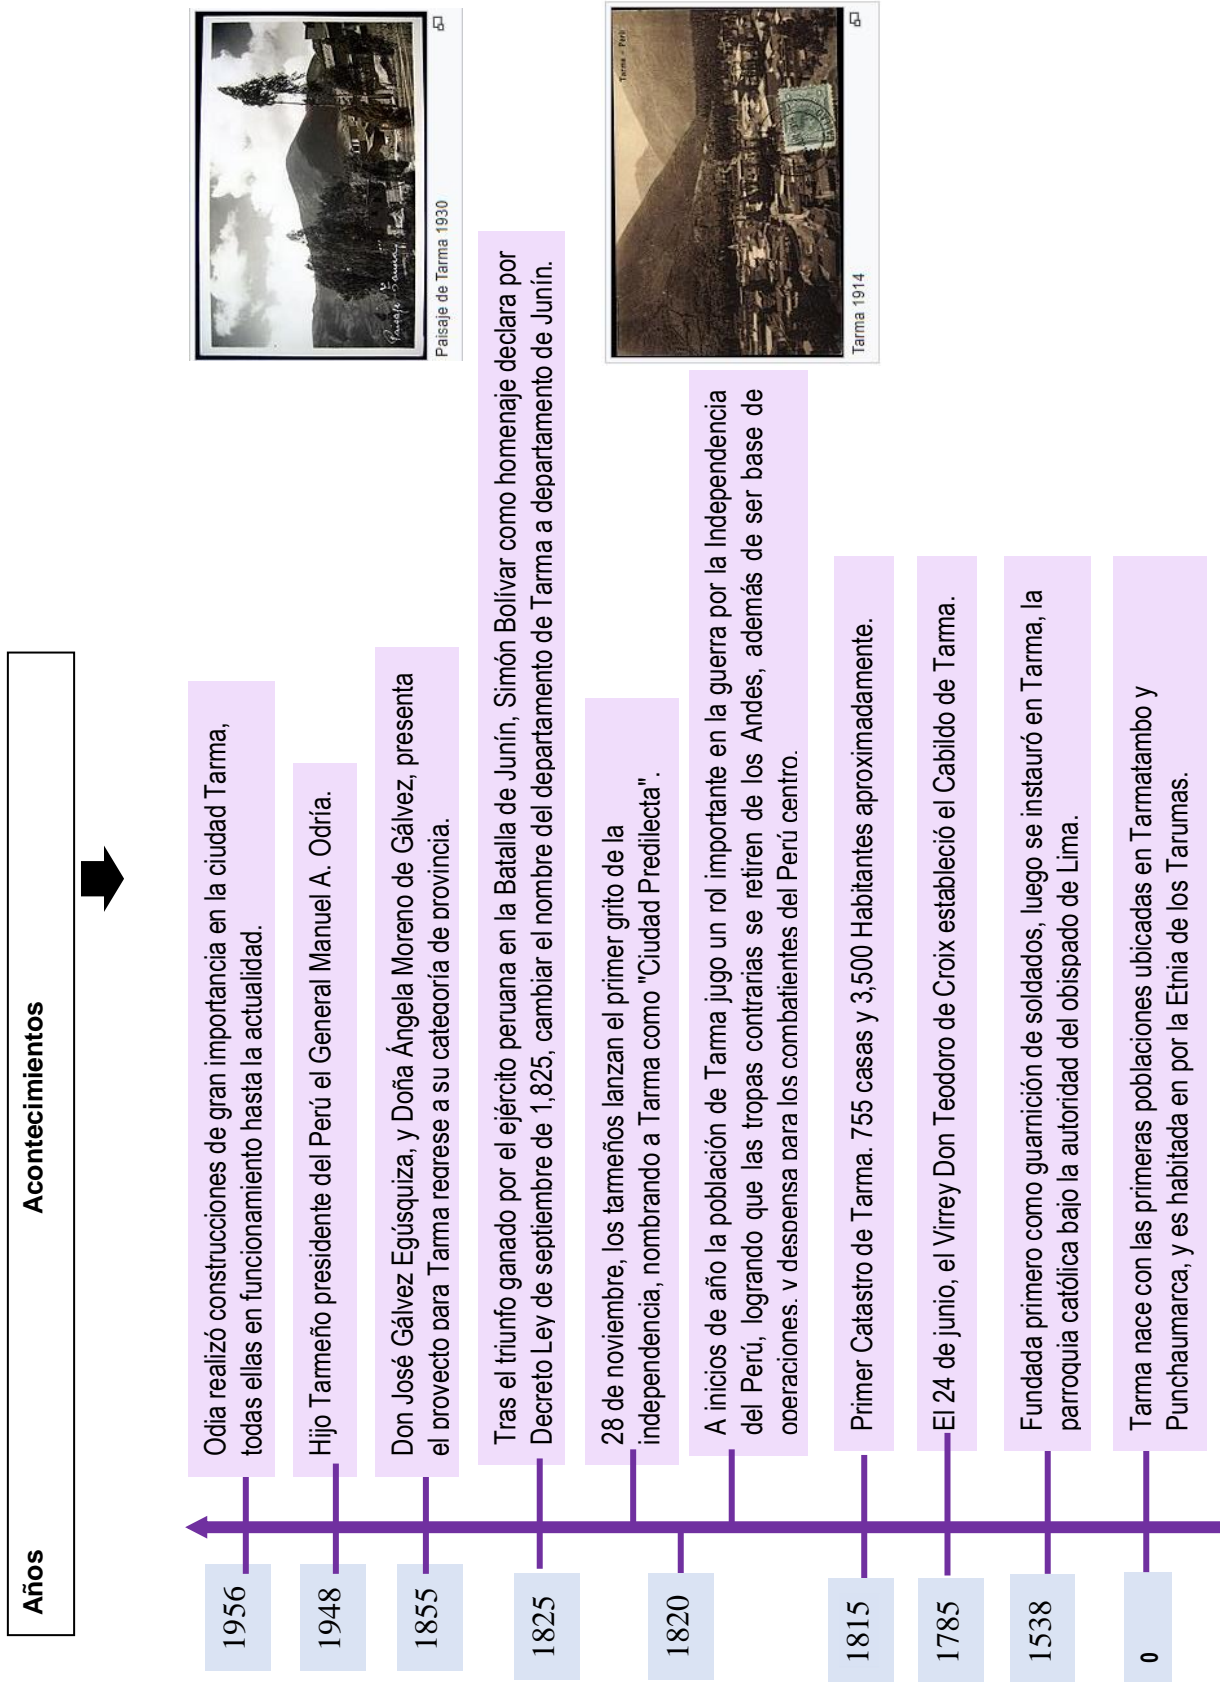 Años Acontecimientos
1956
Odia realizó construcciones de gran importancia en la ciudad Tarma,
todas ellas en funcionamiento hasta la actualidad.
1948
Hijo Tarmeño presidente del Perú el General Manuel A. Odría.
1855
Don José Gálvez Egúsquiza, y Doña Ángela Moreno de Gálvez, presenta
el proyecto para Tarma regrese a su categoría de provincia.
1825
Tras el triunfo ganado por el ejército peruana en la Batalla de Junín, Simón Bolívar como homenaje declara por
Decreto Ley de septiembre de 1,825, cambiar el nombre del departamento de Tarma a departamento de Junín.
1820
28 de noviembre, los tarmeños lanzan el primer grito de la
independencia, nombrando a Tarma como "Ciudad Predilecta".
A inicios de año la población de Tarma jugo un rol importante en la guerra por la Independencia
del Perú, logrando que las tropas contrarias se retiren de los Andes, además de ser base de
operaciones, y despensa para los combatientes del Perú centro.
1815
Primer Catastro de Tarma. 755 casas y 3,500 Habitantes aproximadamente.
1785
El 24 de junio, el Virrey Don Teodoro de Croix estableció el Cabildo de Tarma.
1538
Fundada primero como guarnición de soldados, luego se instauró en Tarma, la
parroquia católica bajo la autoridad del obispado de Lima.
0
Tarma nace con las primeras poblaciones ubicadas en Tarmatambo y
Punchaumarca, y es habitada en por la Etnia de los Tarumas.
Paisaje Tarma
Paisaje de Tarma 1930
Tarma - Perú
Tarma 1914